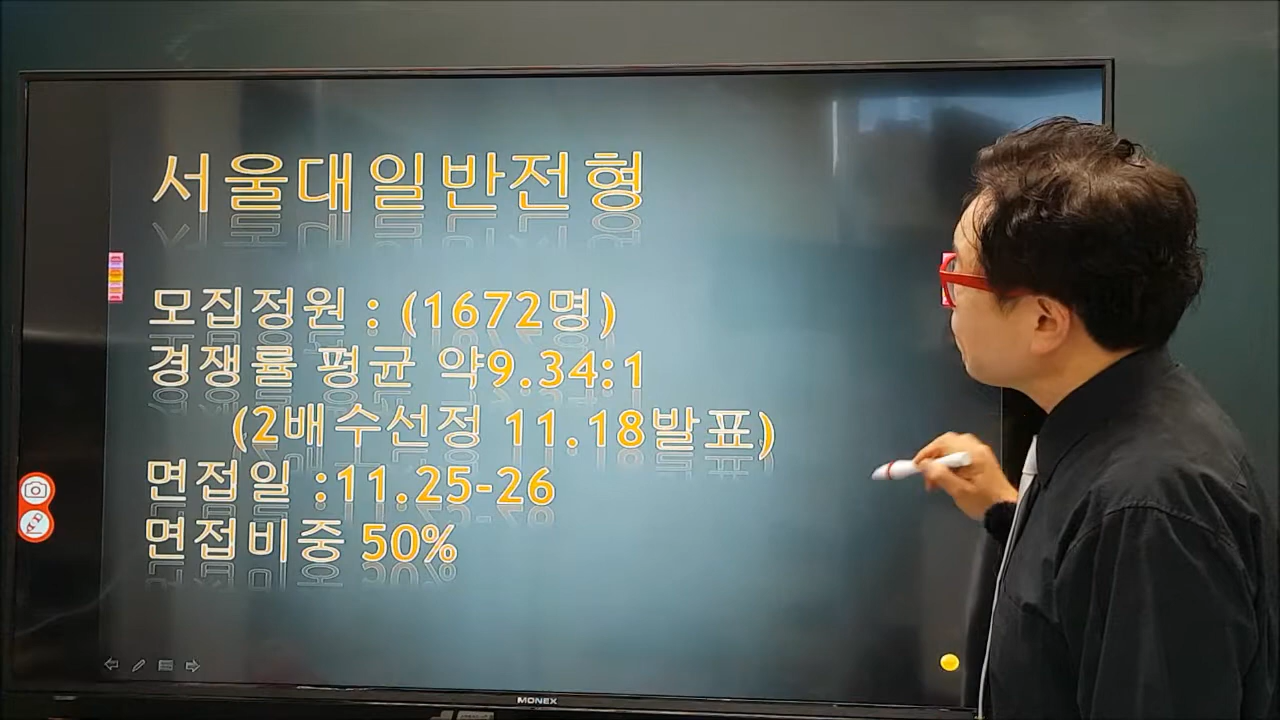 서울대일반전형
모집정원 : (1672명)
경쟁률 평균 약9.34:1
(2배수선정 11.18발표)
면접일 :11.25-26
면접비중 50%
MONEX